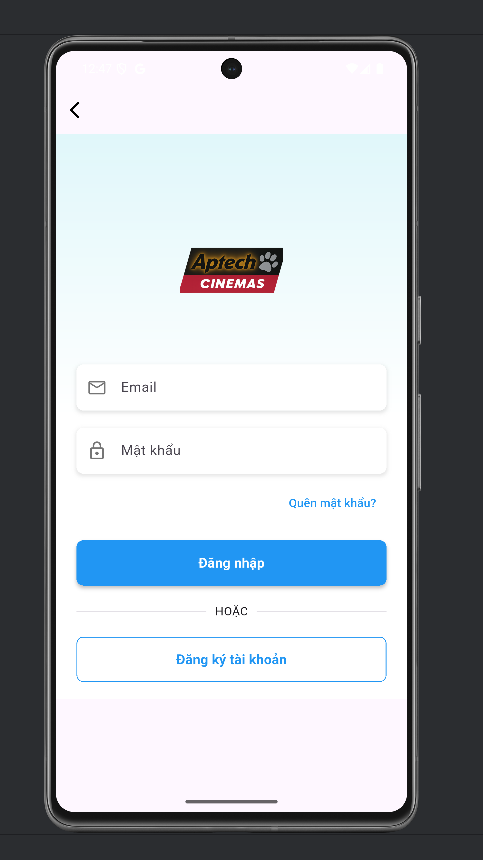 Aptech
CINEMAS
Email
Mật khẩu
Quên mật khẩu?
Đăng nhập
HOẶC
Đăng ký tài khoản